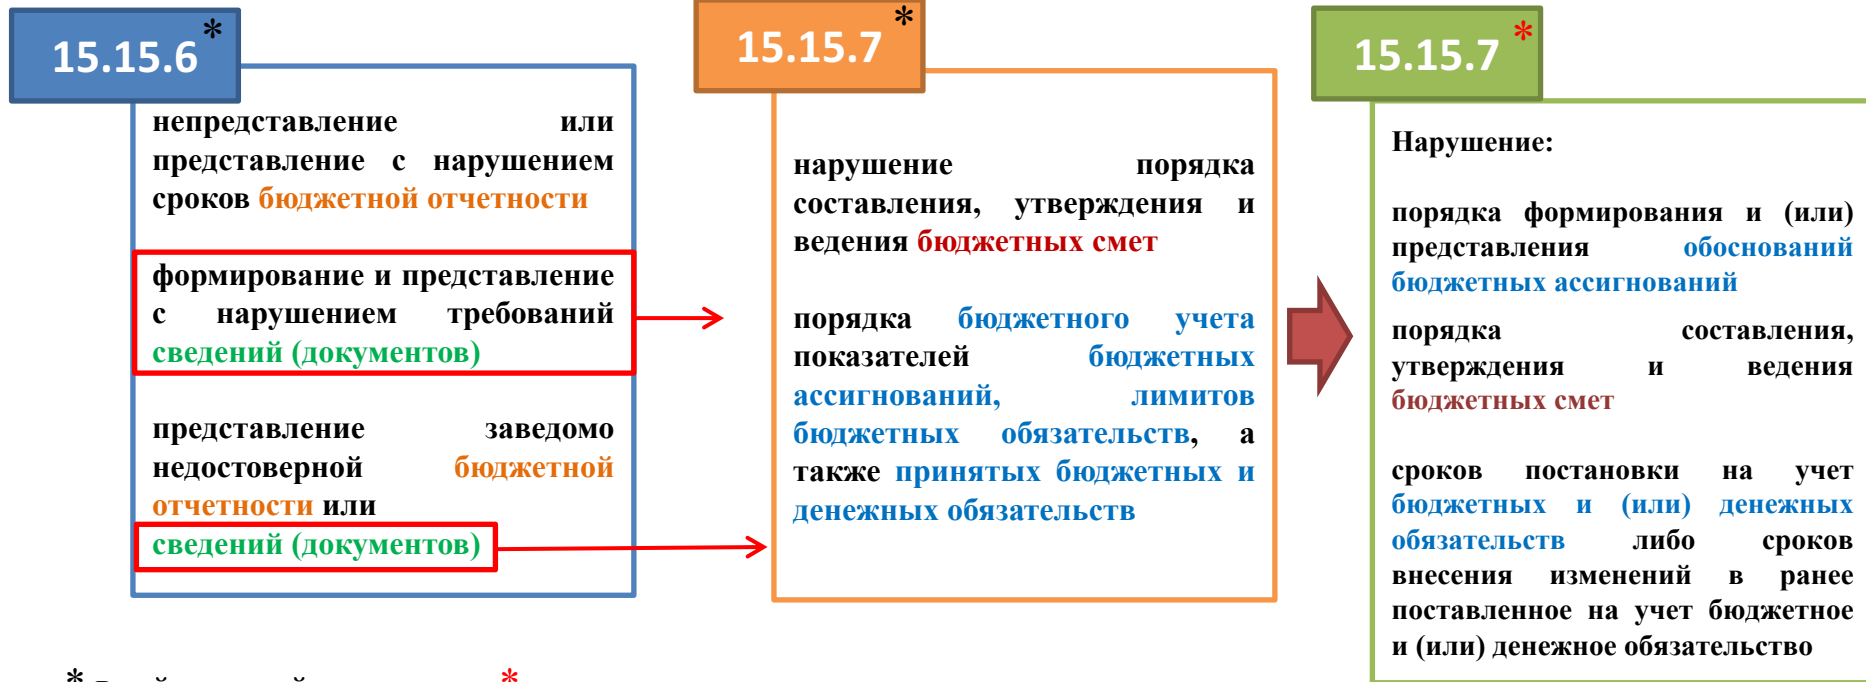 15.15.6 *
непредставление или
представление с нарушением
сроков бюджетной отчетности
формирование и представление
с нарушением требований
сведений (документов)
представление заведомо
недостоверной бюджетной
отчетности или
сведений (документов)
15.15.7 *
нарушение порядка
составления, утверждения и
ведения бюджетных смет
порядка бюджетного учета
показателей бюджетных
ассигнований, лимитов
бюджетных обязательств, а
также принятых бюджетных и
денежных обязательств
15.15.7 *
Нарушение:
порядка формирования и (или)
представления обоснований
бюджетных ассигнований
порядка составления,
утверждения и ведения
бюджетных смет
сроков постановки на учет
бюджетных и (или) денежных
обязательств либо сроков
внесения изменений в ранее
поставленное на учет бюджетное
и (или) денежное обязательство
* *